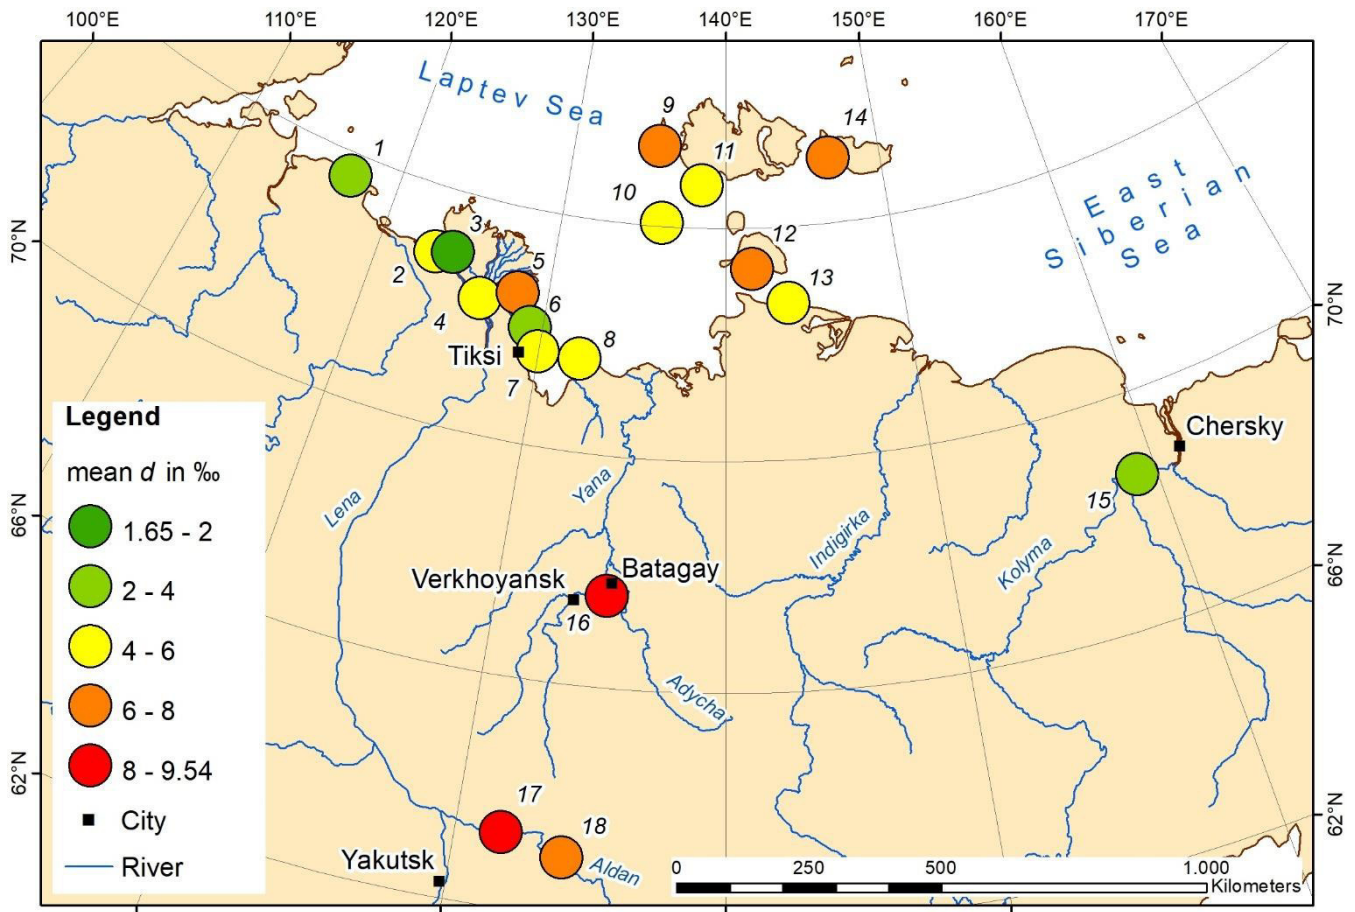 100°E 110°E 120°E 130°E 140°E 150°E 160°E 170°E
Laptev Sea
East
Siberian
Sea
1
2
3
4
5
6
7
8
9
10
11
12
13
14
70°N
70°N
Tiksi
Chersky
15
66°N
66°N
Lena
Yana
Indigirka
Kolyma
Verkhoyansk
Batagay
16
Adycha
62°N
62°N
17
18
Yakutsk
Aldan
Legend
mean d in ‰
1.65 - 2
2 - 4
4 - 6
6 - 8
8 - 9.54
City
River
0 250 500 1.000
Kilometers